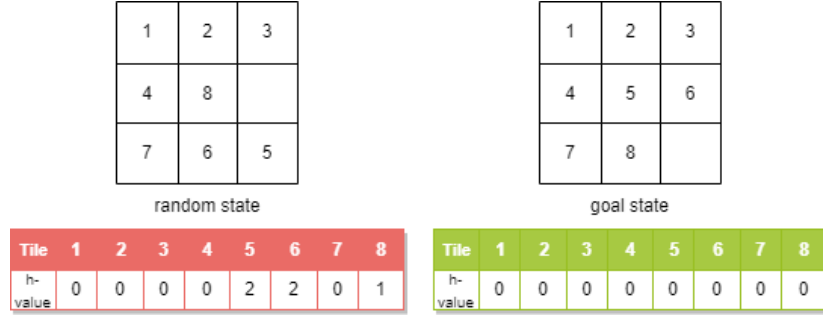 1 2 3
4 8
7 6 5
random state
Tile 1 2 3 4 5 6 7 8
h-
value 0 0 0 0 2 2 0 1
1 2 3
4 5 6
7 8
goal state
Tile 1 2 3 4 5 6 7 8
h-
value 0 0 0 0 0 0 0 0